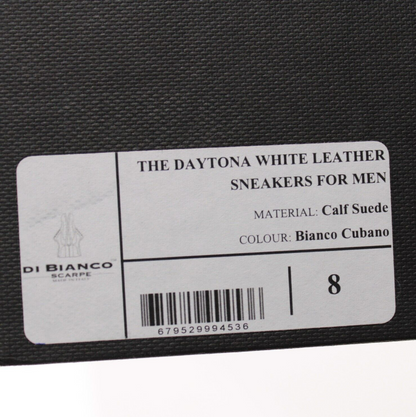 THE DAYTONA WHITE LEATHER
SNEAKERS FOR MEN
MATERIAL: Calf Suede
COLOUR: Bianco Cubano
DI BIANCO
SCARPE
8
679529994536